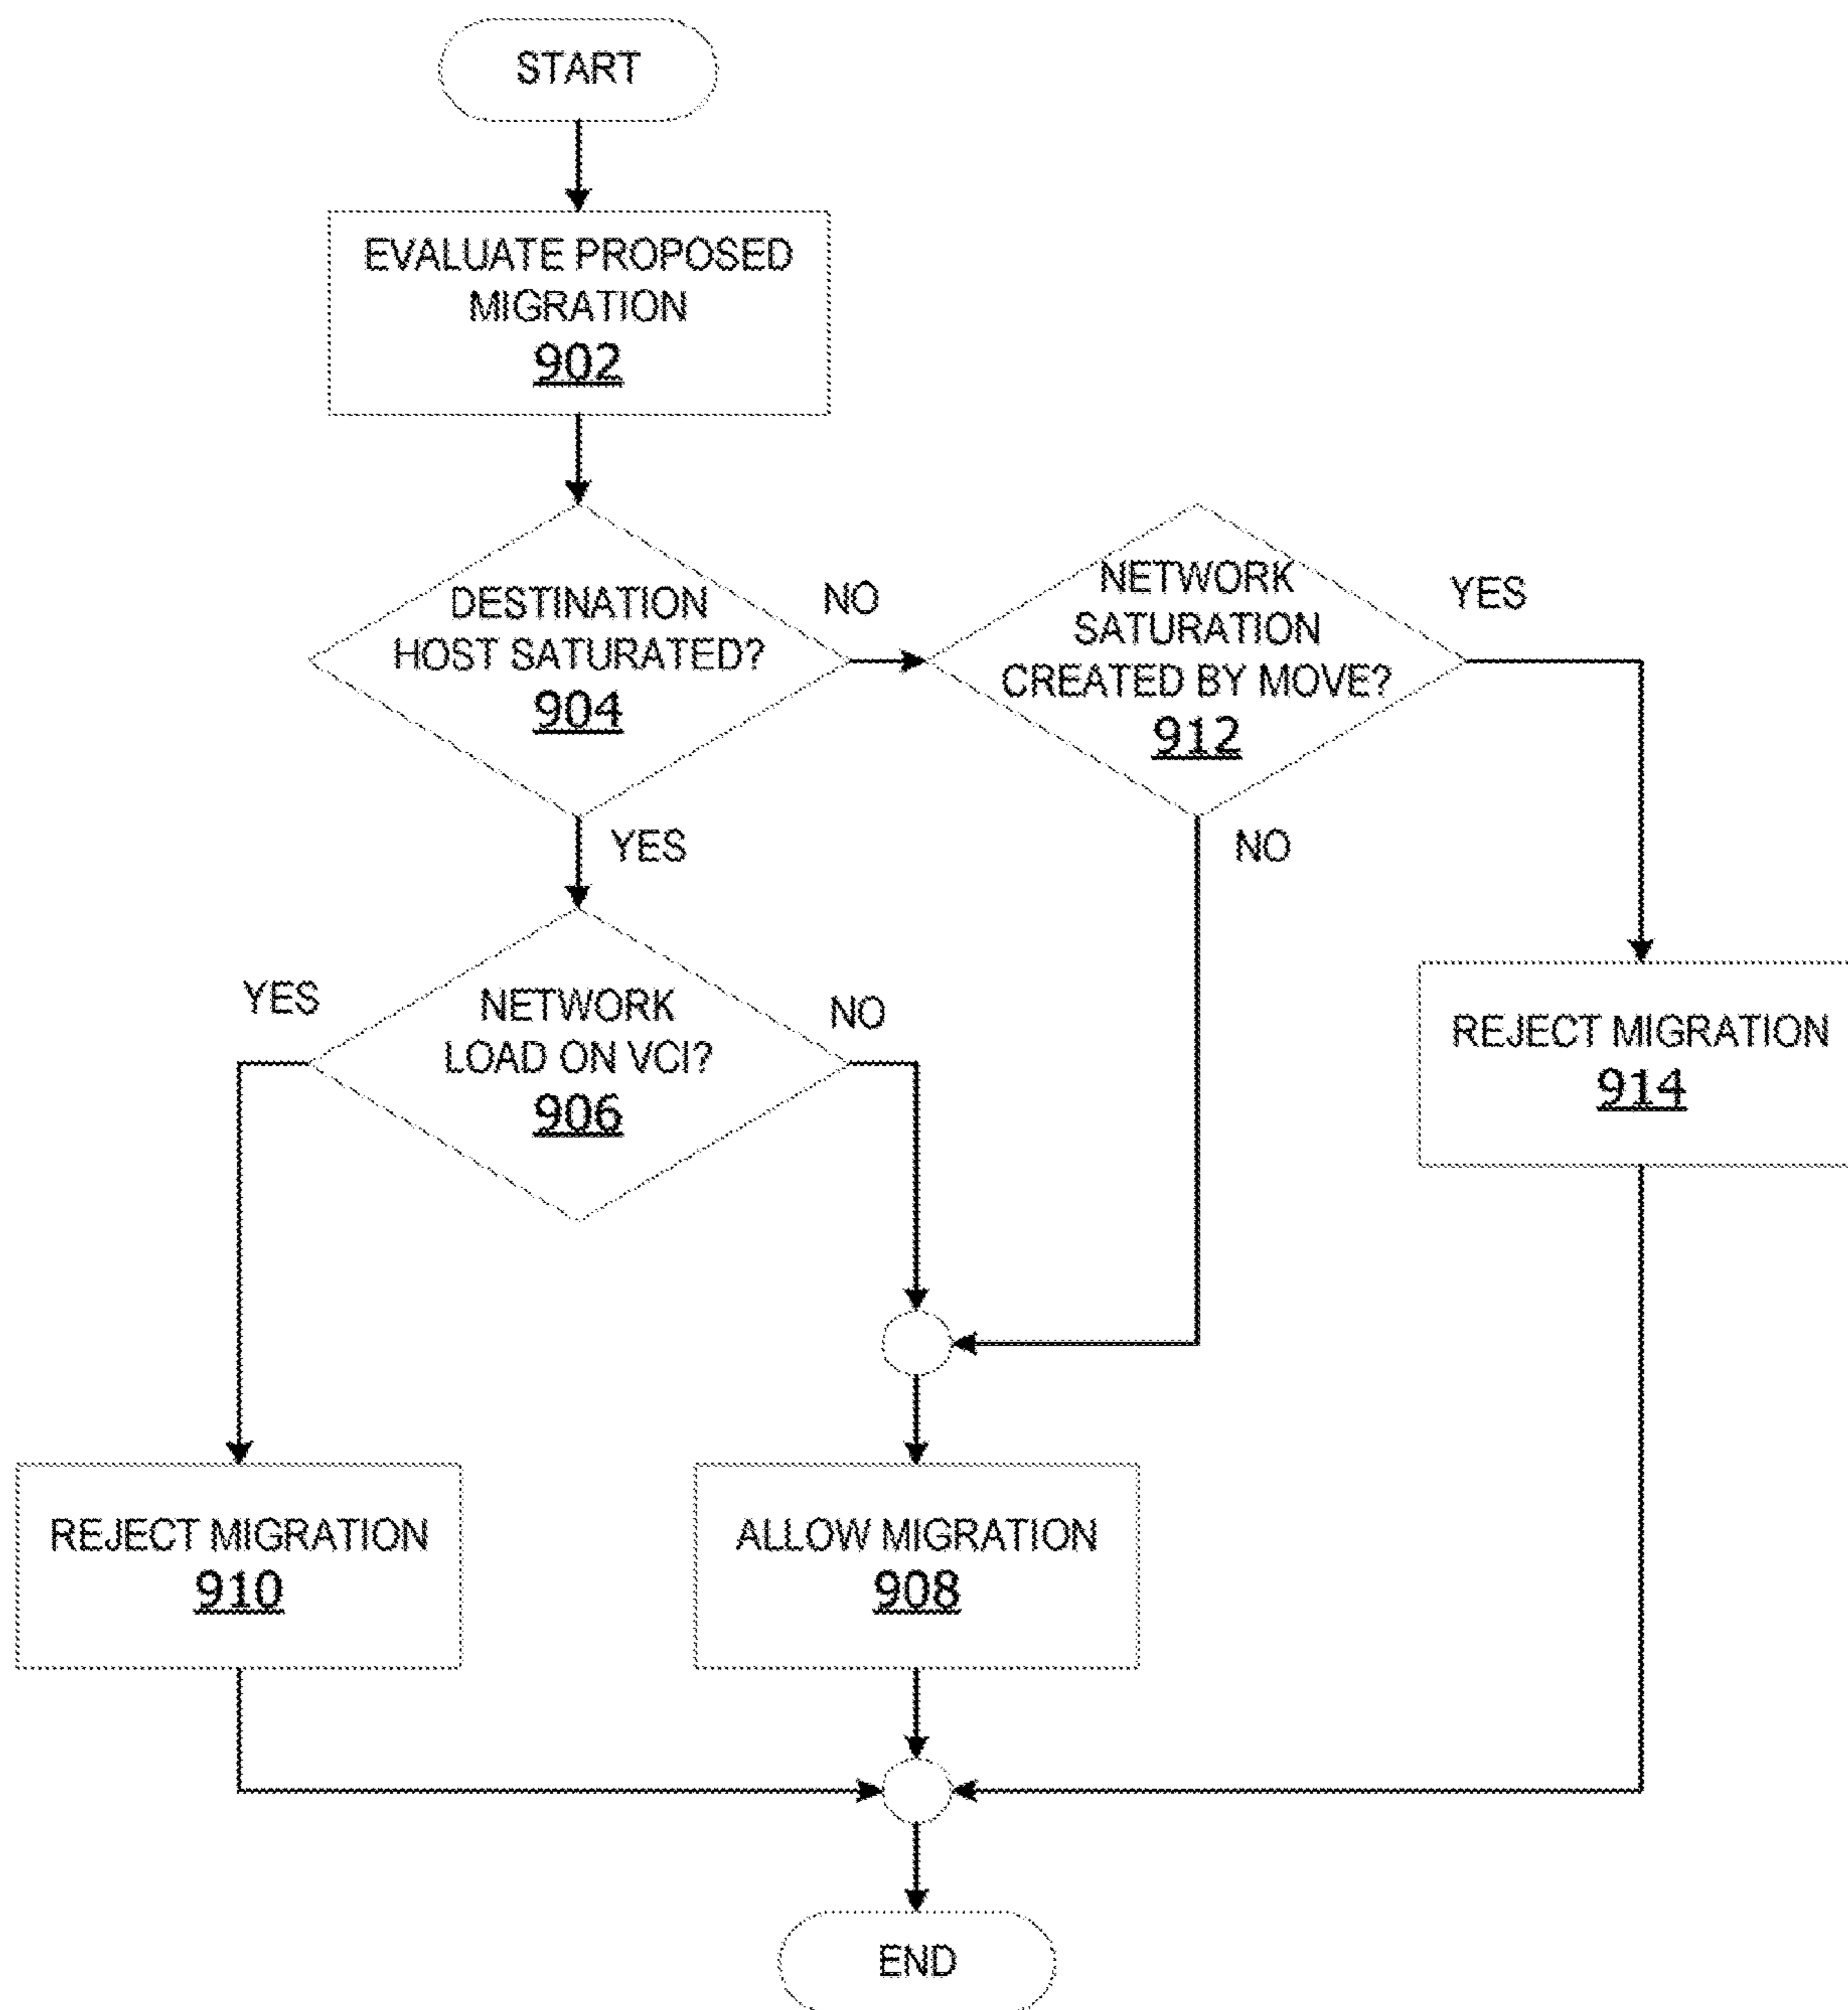 START
EVALUATE PROPOSED
MIGRATION
902
DESTINATION
HOST SATURATED?
904
NO
NETWORK
SATURATION
CREATED BY MOVE?
912
YES
YES
NO
NETWORK
LOAD ON VCI?
906
YES
NO
REJECT MIGRATION
914
REJECT MIGRATION
910
ALLOW MIGRATION
908
END